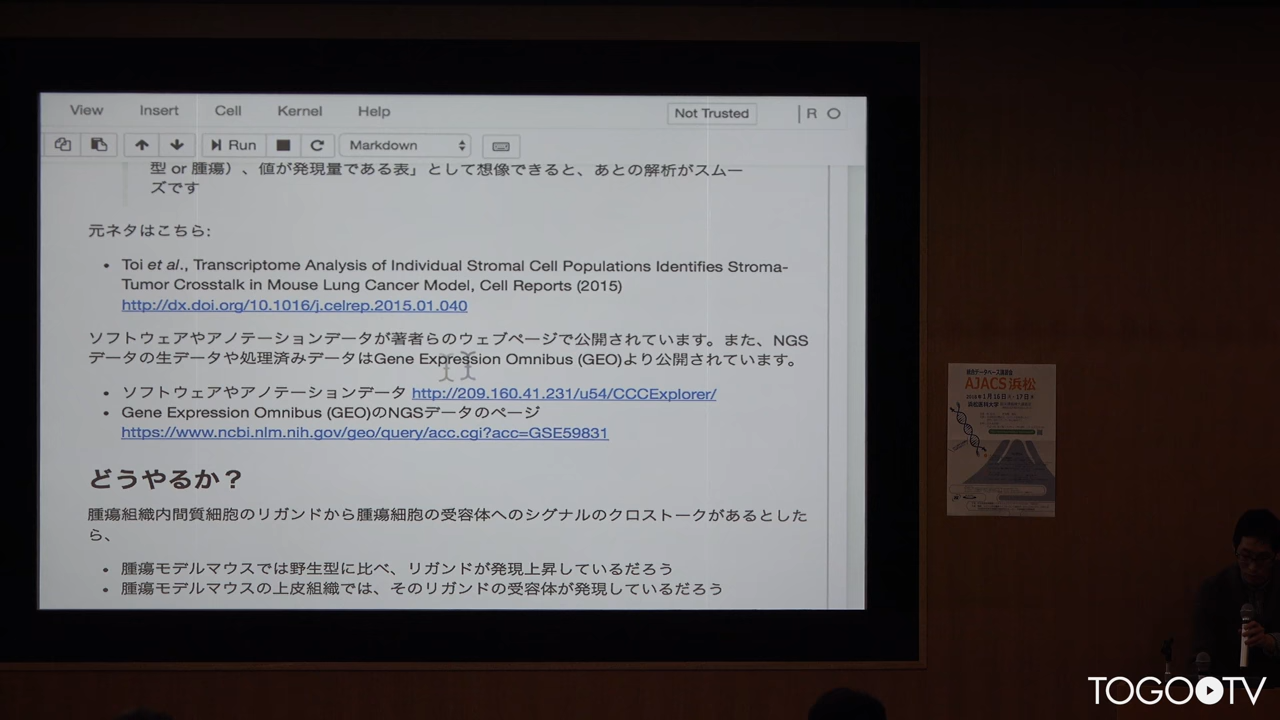 View Insert Cell Kernel Help Not Trusted R
Run Markdown
型 or 腫瘍）、値が発現量である表」として想像できると、あとの解析がスムー
ズです
元ネタはこちら:
• Toi et al., Transcriptome Analysis of Individual Stromal Cell Populations Identifies Stroma-
Tumor Crosstalk in Mouse Lung Cancer Model, Cell Reports (2015)
http://dx.doi.org/10.1016/j.celrep.2015.01.040
ソフトウェアやアノテーションデータが著者らのウェブページで公開されています。また、NGS
データの生データや処理済みデータはGene Expression Omnibus (GEO)より公開されています。
• ソフトウェアやアノテーションデータ http://209.160.41.231/u54/CCCExplorer/
• Gene Expression Omnibus (GEO)のNGSデータのページ
https://www.ncbi.nlm.nih.gov/geo/query/acc.cgi?acc=GSE59831
どうやるか？
腫瘍組織内間質細胞のリガンドから腫瘍細胞の受容体へのシグナルのクロストークがあるとした
ら、
• 腫瘍モデルマウスでは野生型に比べ、リガンドが発現上昇しているだろう
• 腫瘍モデルマウスの上皮組織では、そのリガンドの受容体が発現しているだろう
AJACS浜松
TOGO TV